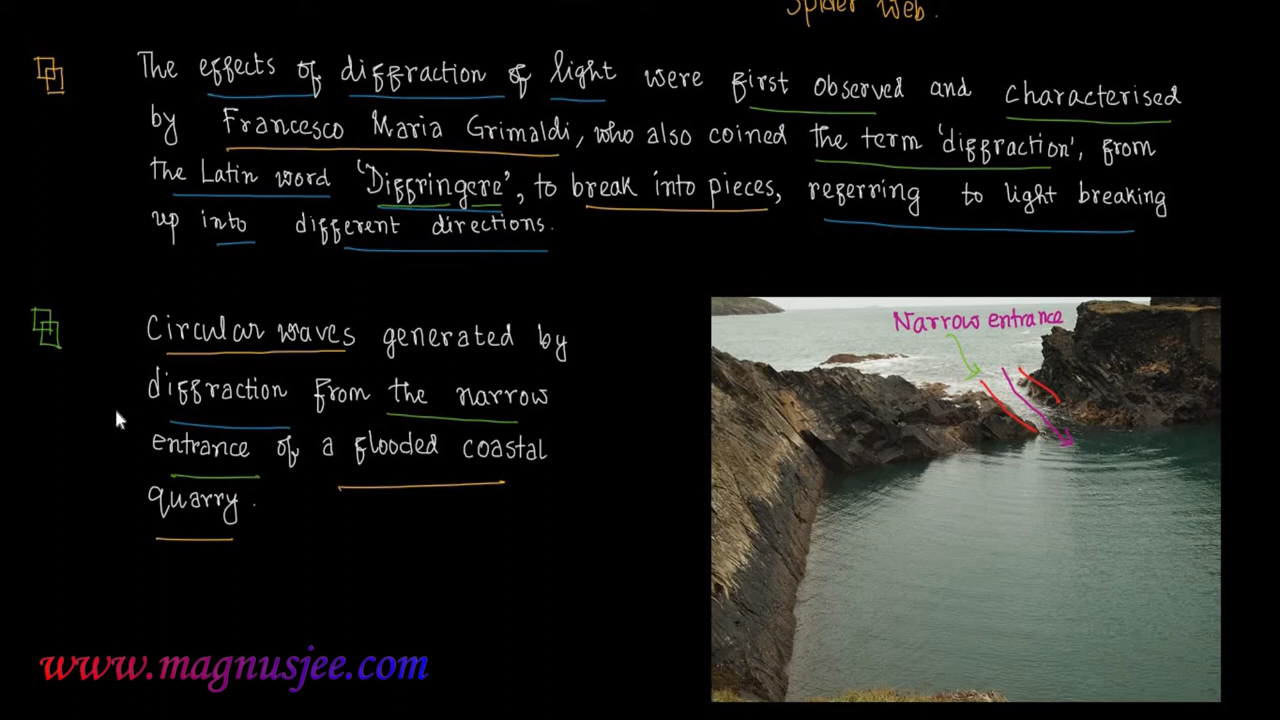 Spider Web.
The effects of diffraction of light were first observed and characterised
by Francesco Maria Grimaldi, who also coined the term 'diffraction', from
the Latin word 'Diffringere', to break into pieces, referring to light breaking
up into different directions.
Circular waves generated by
diffraction from the narrow
entrance of a flooded coastal
quarry.
Narrow entrance
www.magnusjee.com